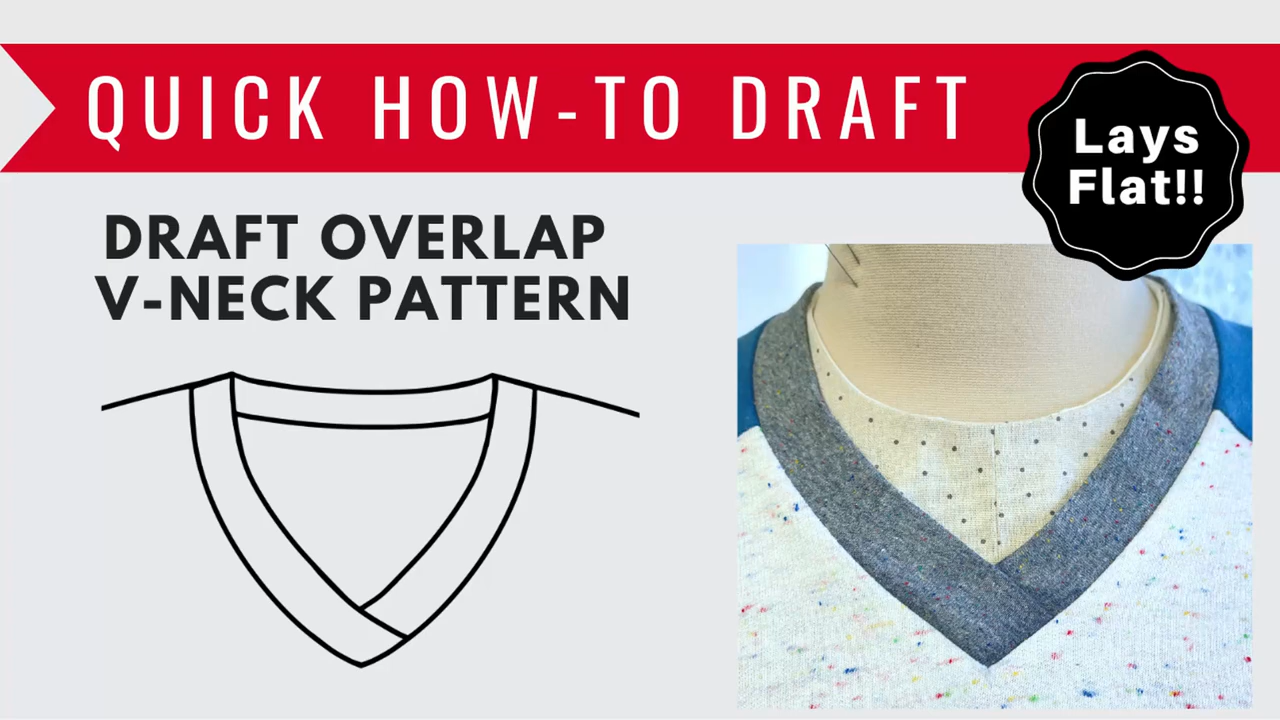 QUICK HOW-TO DRAFT
Lays
Flat!!
DRAFT OVERLAP
V-NECK PATTERN